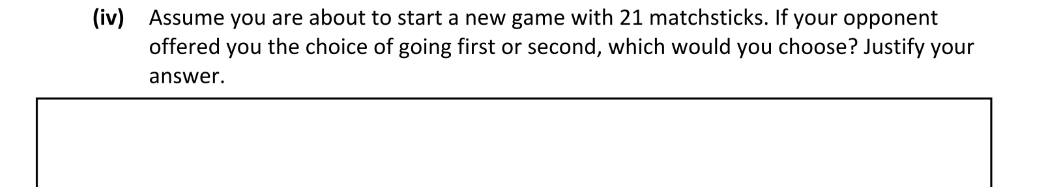 (iv) Assume you are about to start a new game with 21 matchsticks. If your opponent
offered you the choice of going first or second, which would you choose? Justify your
answer.